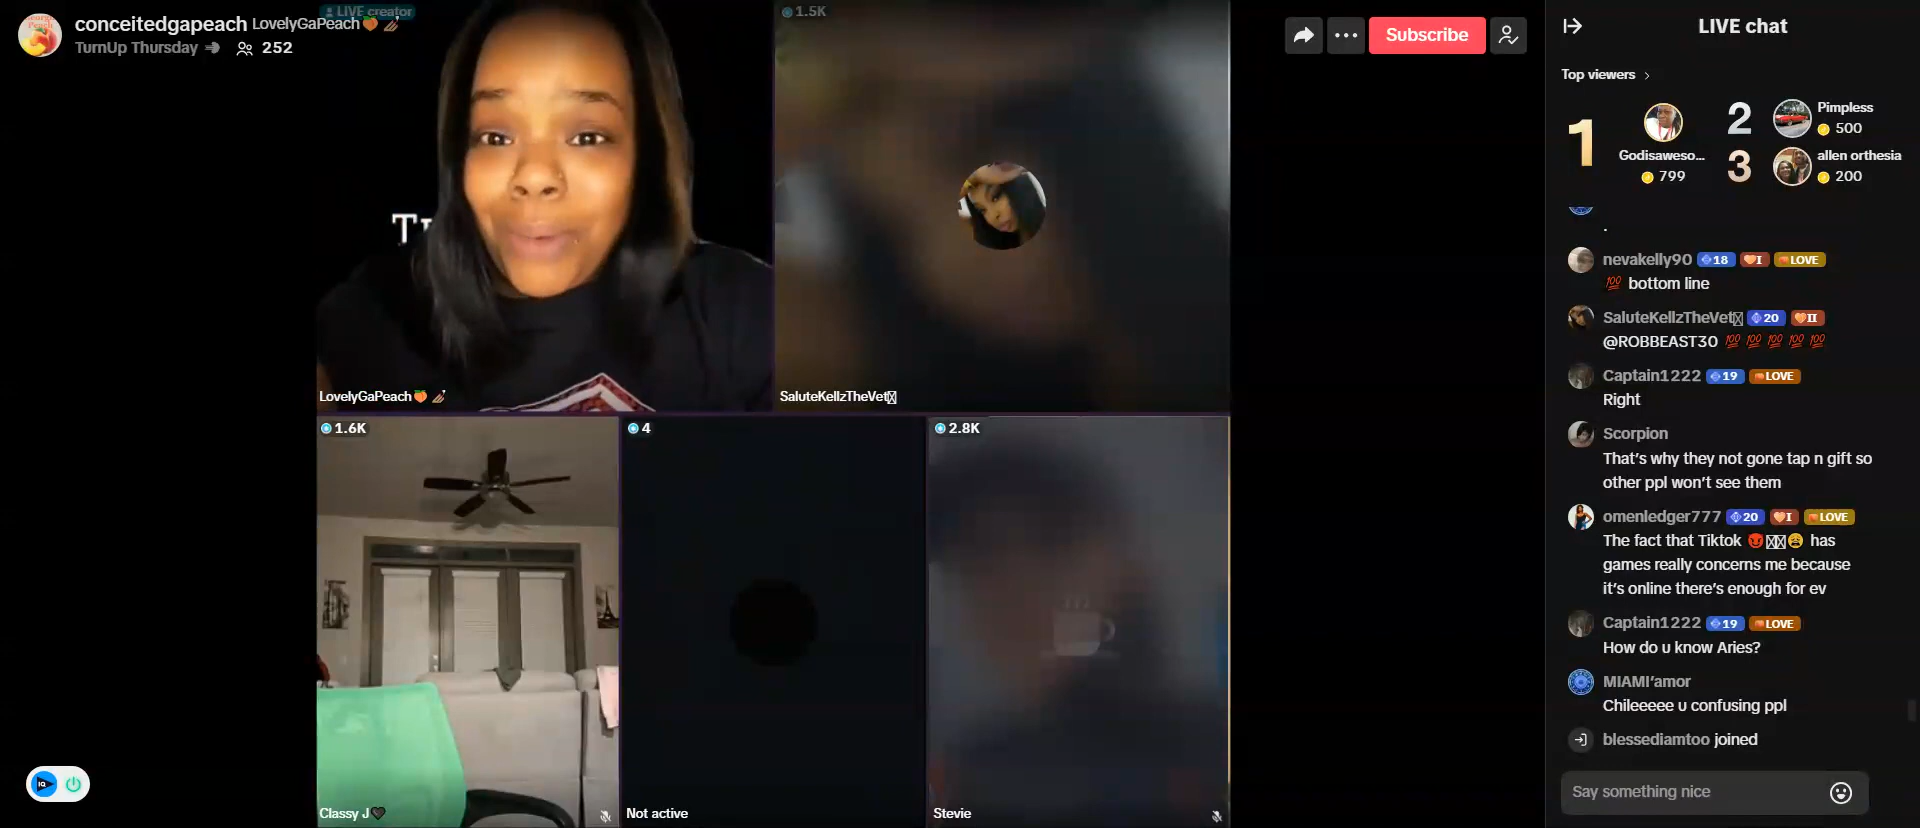 conceitedgapeach LovelyGaPeach🍑💅🏾
TurnUp Thursday 252
LIVE creator
1.5K
Subscribe
LovelyGaPeach🍑💅🏾
SaluteKellzTheVet
1.6K
4
2.8K
Classy J🖤
Not active
Stevie
LIVE chat
Top viewers >
1
Godisaweso...
799
2
Pimpless
500
3
allen orthesia
200
.
nevakelly90 18 I LOVE
💯 bottom line
SaluteKellzTheVet 20 II
@ROBBEAST30 💯 💯 💯 💯 💯
Captain1222 19 LOVE
Right
Scorpion
That's why they not gone tap n gift so
other ppl won't see them
omenledger777 20 I LOVE
The fact that Tiktok 😈😩 has
games really concerns me because
it's online there's enough for ev
Captain1222 19 LOVE
How do u know Aries?
MIAMI'amor
Chileeeee u confusing ppl
blessediamtoo joined
Say something nice